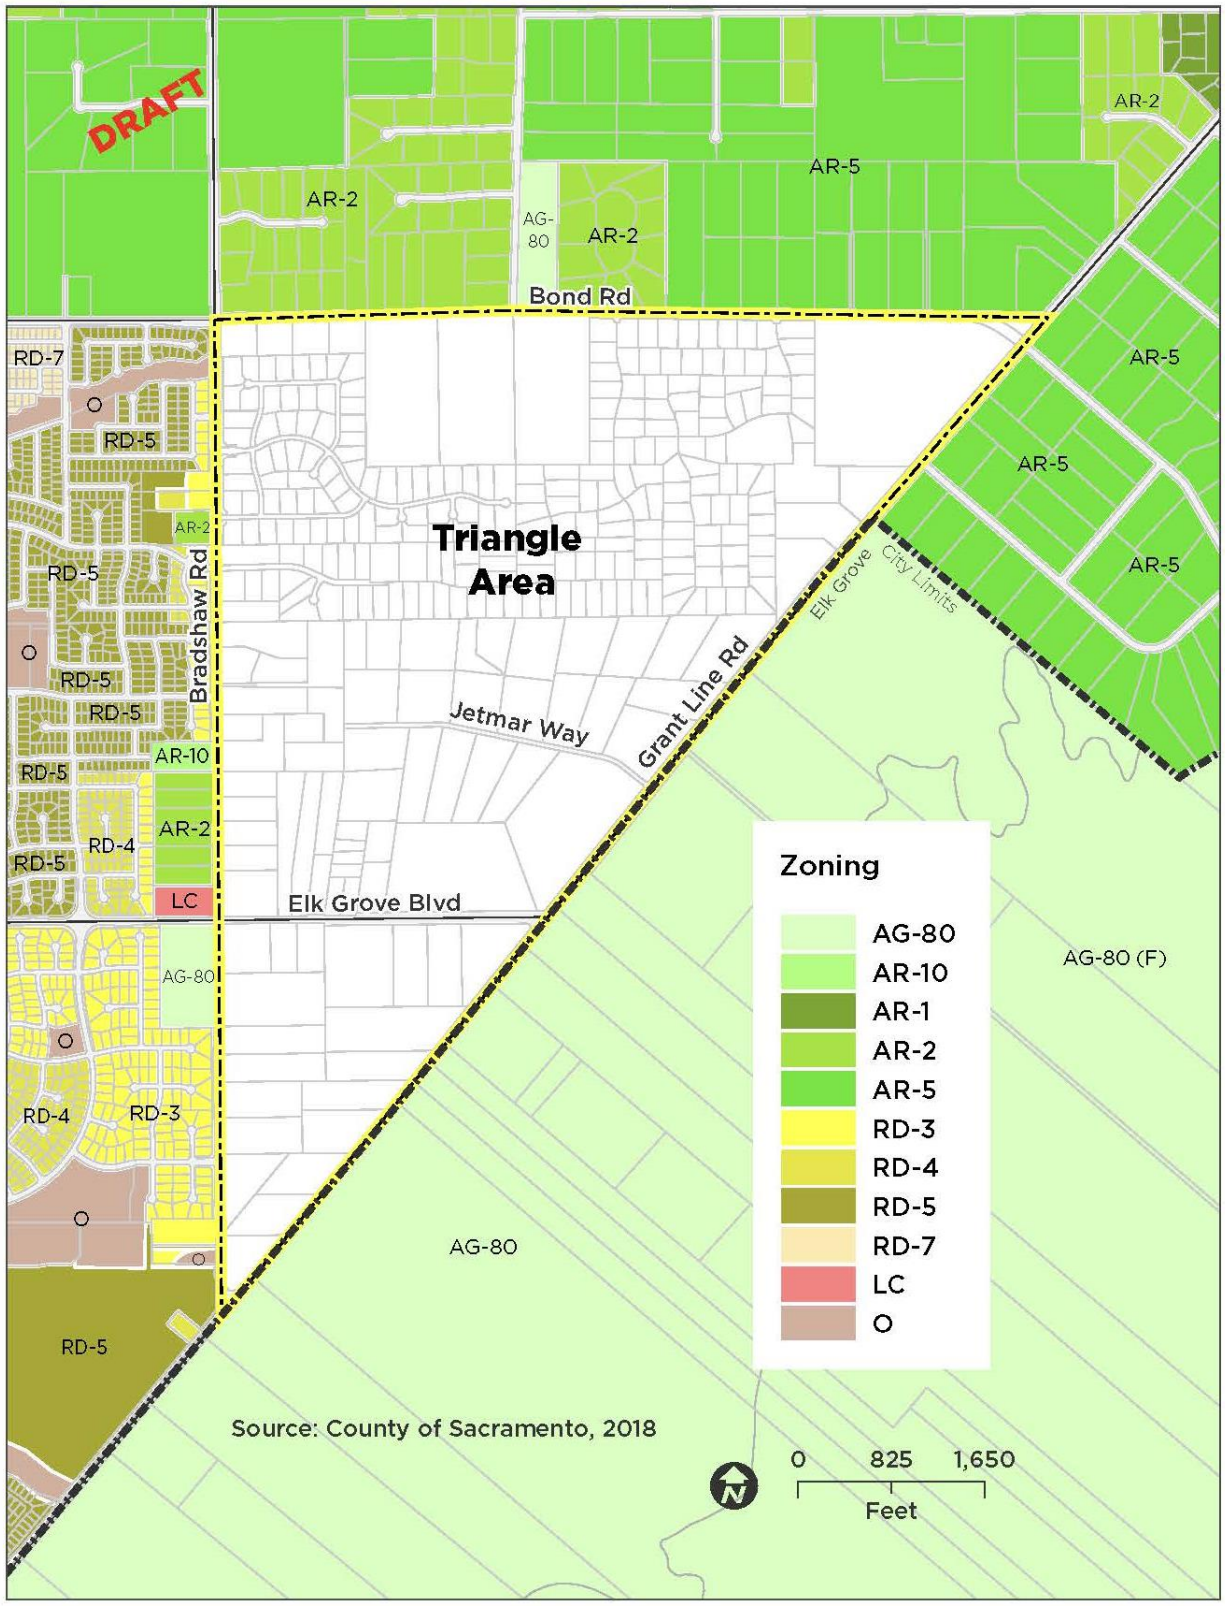 DRAFT
AR-2
AR-5
AR-2
AG-
80
AR-2
Bond Rd
RD-7
AR-5
O
RD-5
AR-5
AR-2
Triangle
Area
Elk Grove
City Limits
AR-5
RD-5
Bradshaw Rd
O
RD-5
RD-5
Jetmar Way
Grant Line Rd
AR-10
RD-5
AR-2
RD-4
RD-5
LC
Elk Grove Blvd
AG-80
O
RD-4
RD-3
O
O
RD-5
AG-80
AG-80 (F)
Zoning
AG-80
AR-10
AR-1
AR-2
AR-5
RD-3
RD-4
RD-5
RD-7
LC
O
Source: County of Sacramento, 2018
N
0 825 1,650
Feet